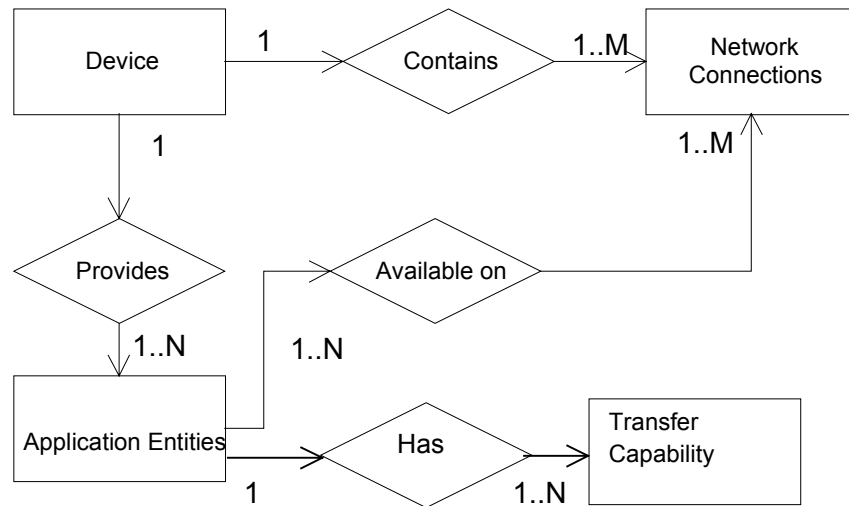 Device
1
Contains
1..M
Network
Connections
1
1..M
Provides
Available on
1..N
1..N
Application Entities
1
Has
1..N
Transfer
Capability